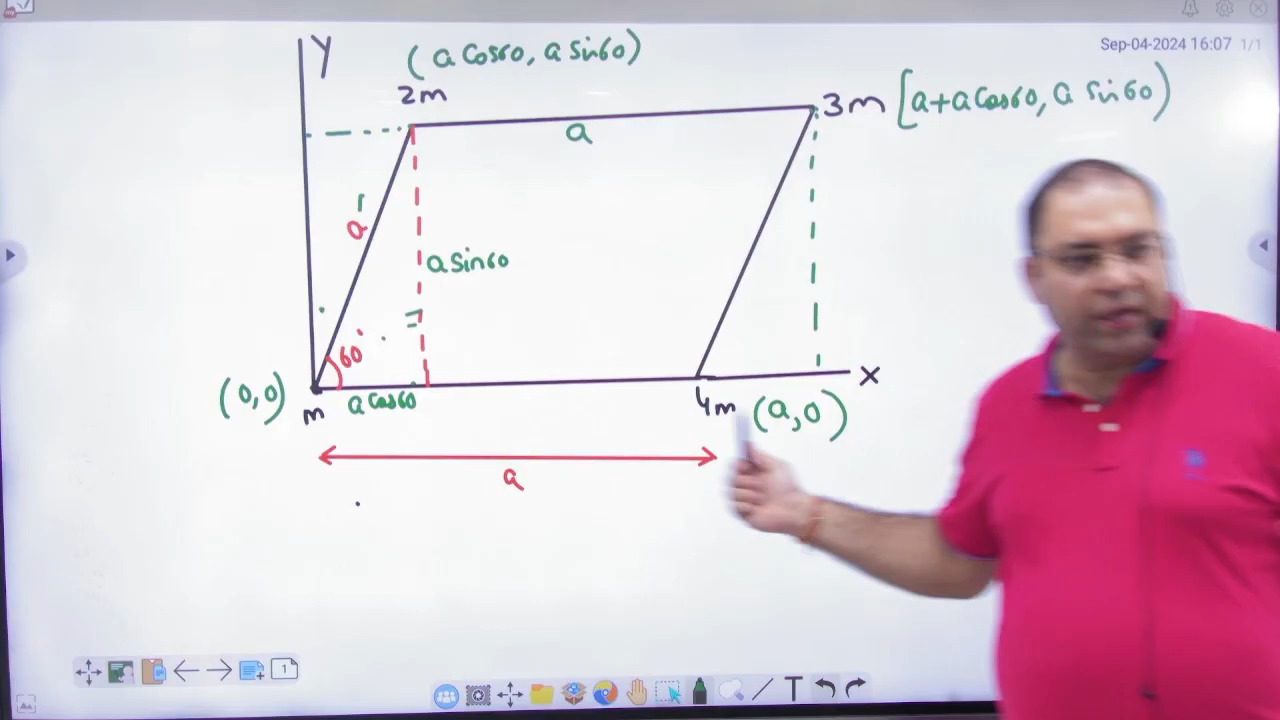 Sep-04-2024 16:07 1/1
Y
(a cos60, a sin60)
2m
3m [a+a cos60, a sin60)
a
a
a sin60
60°
(0,0)
m
a cos60
4m (a,0)
x
a
1
T